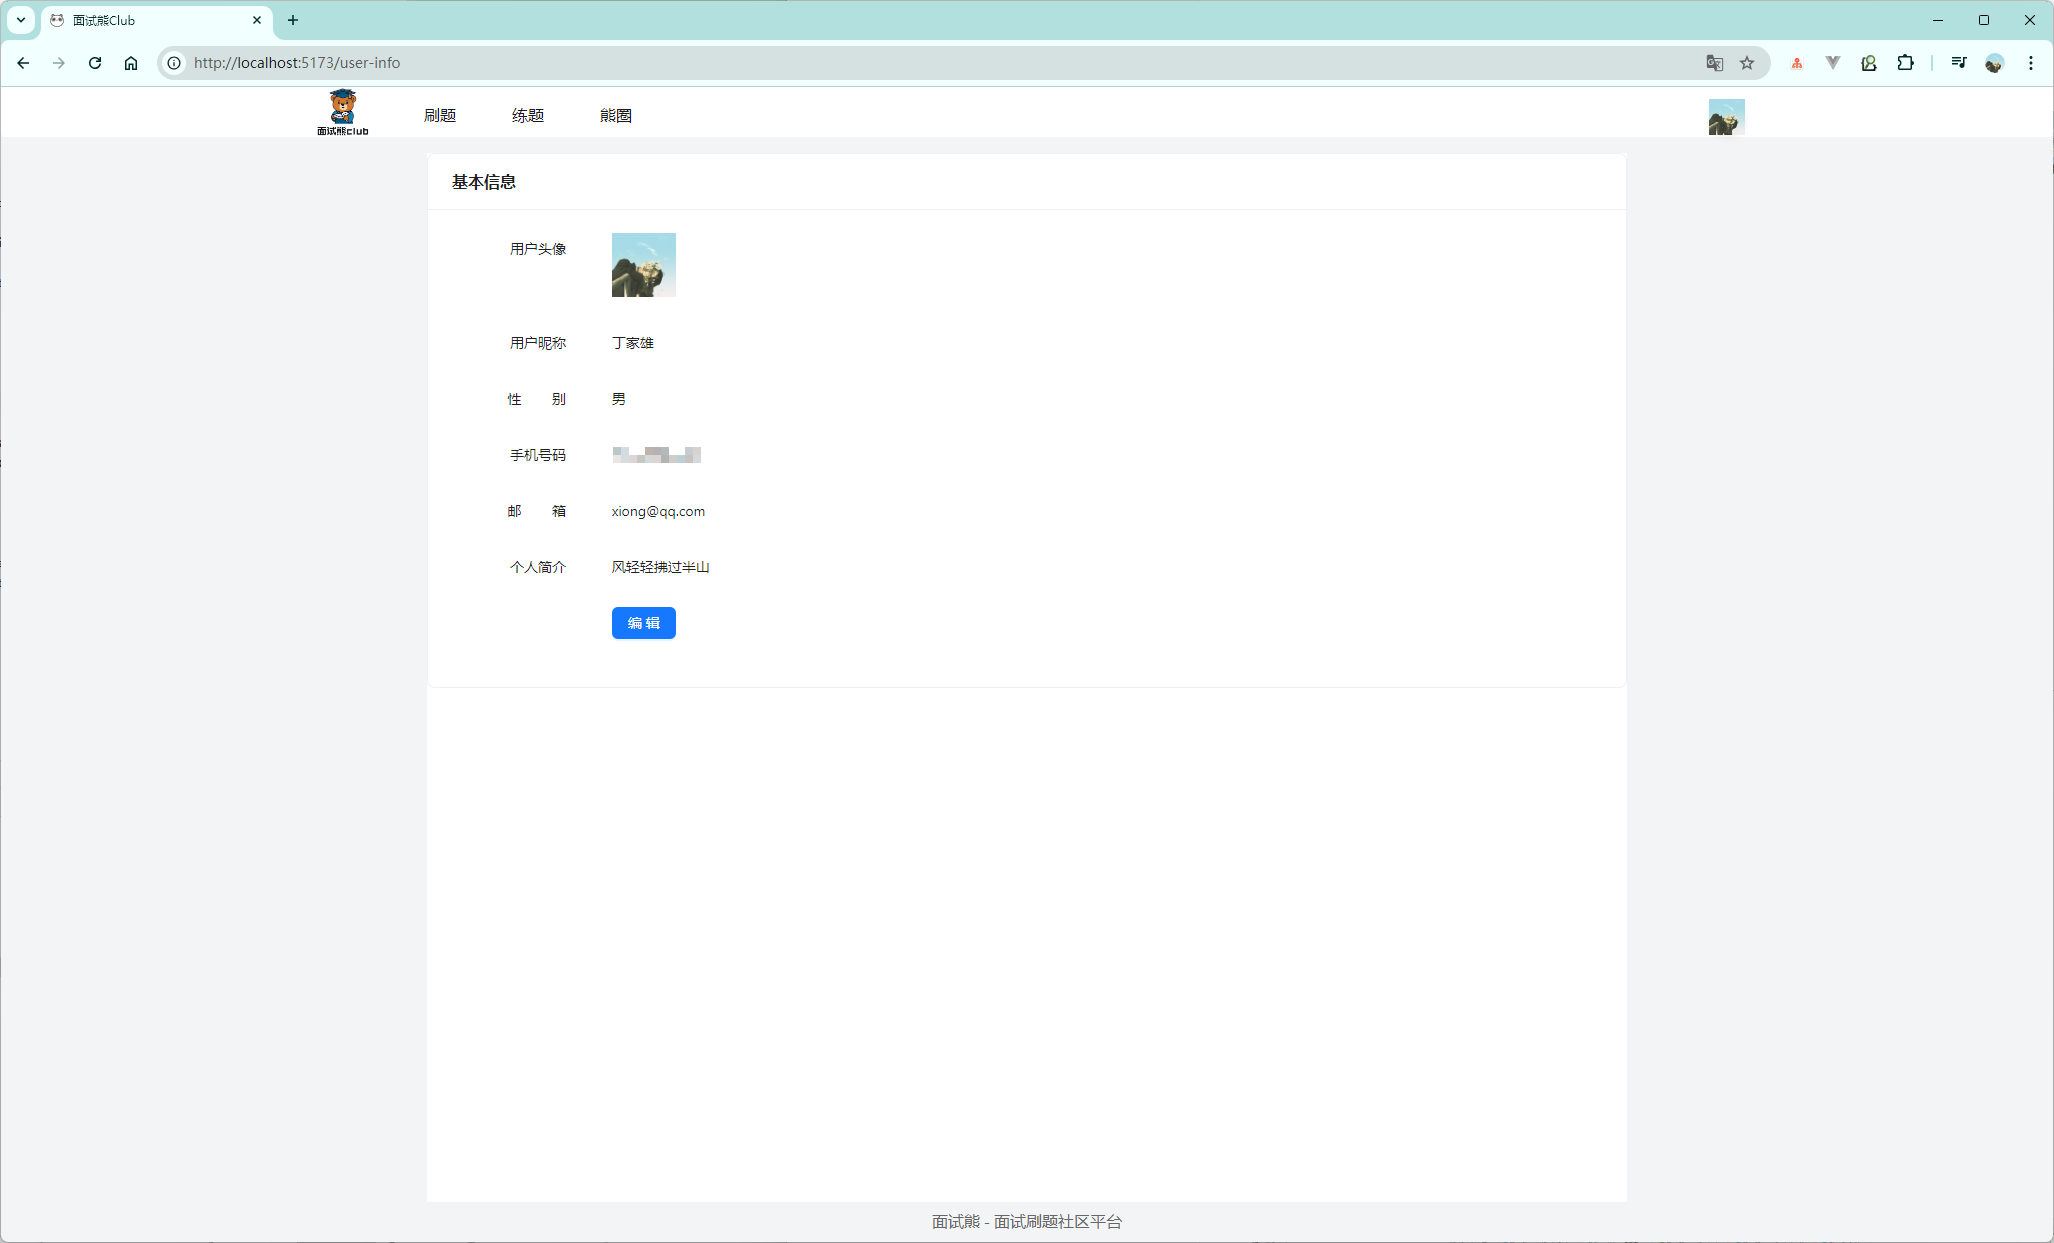 面试熊Club
http://localhost:5173/user-info
面试熊club
刷题 练题 熊圈
基本信息
用户头像
用户昵称 丁家雄
性 别 男
手机号码
邮 箱 xiong@qq.com
个人简介 风轻轻拂过半山
编 辑
面试熊 - 面试刷题社区平台